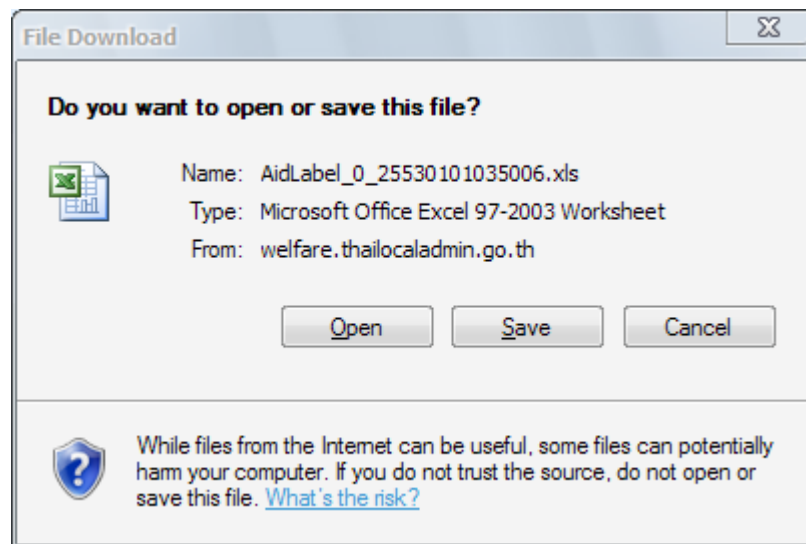 File Download
Do you want to open or save this file?
Name: AidLabel_0_25530101035006.xls
Type: Microsoft Office Excel 97-2003 Worksheet
From: welfare.thailocaladmin.go.th
Open Save Cancel
While files from the Internet can be useful, some files can potentially
harm your computer. If you do not trust the source, do not open or
save this file. What's the risk?